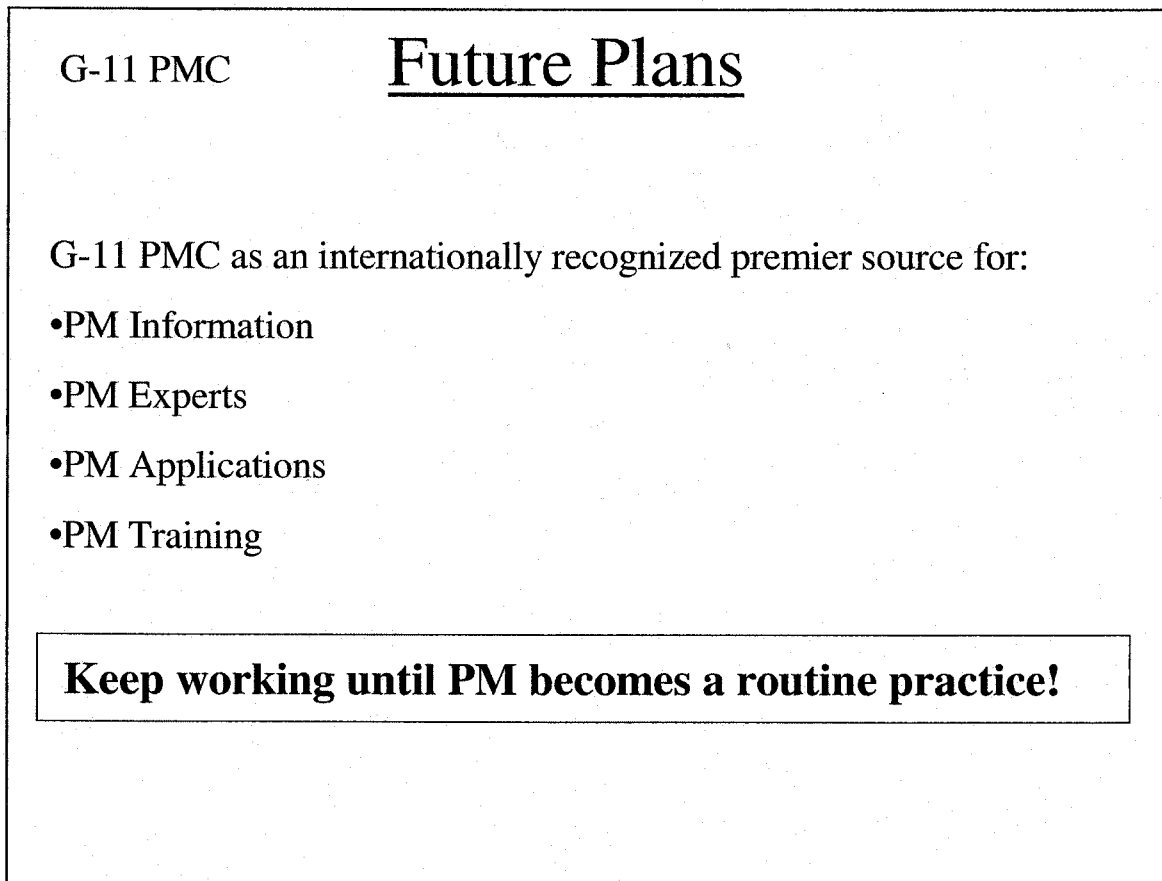 G-11 PMC
Future Plans
G-11 PMC as an internationally recognized premier source for:
•PM Information
•PM Experts
•PM Applications
•PM Training
Keep working until PM becomes a routine practice!